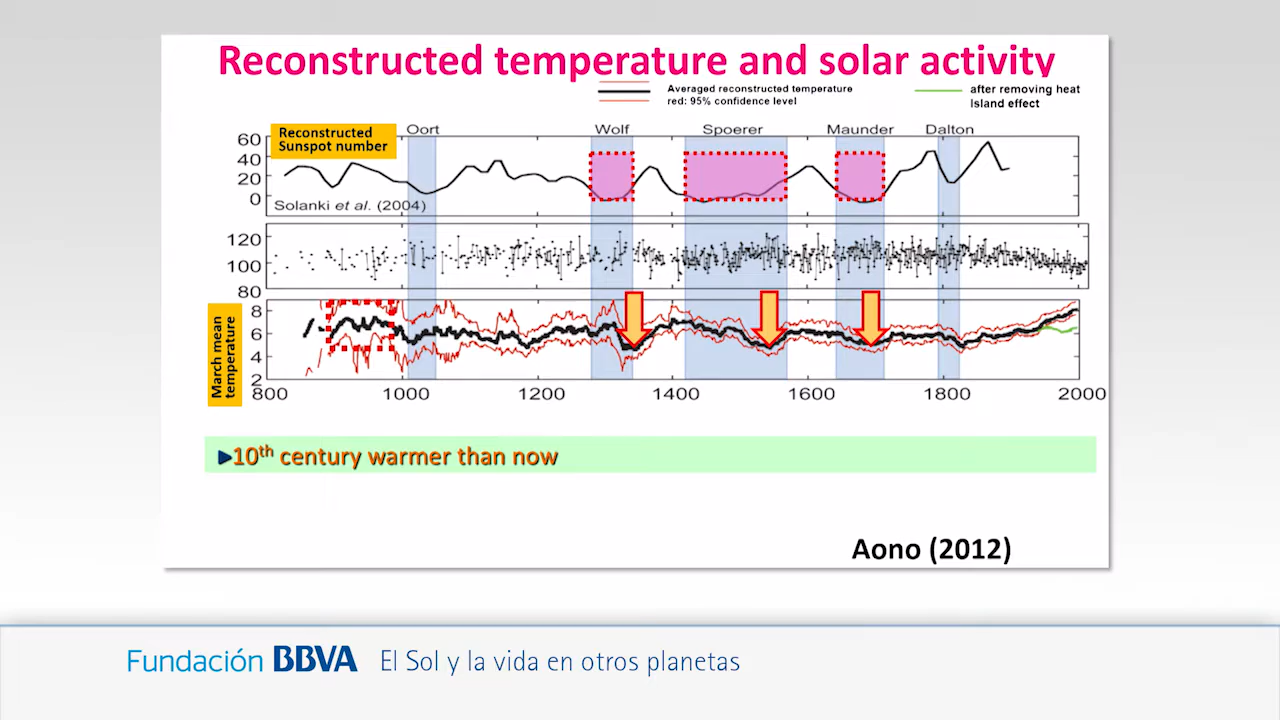 Reconstructed temperature and solar activity
Averaged reconstructed temperature
red: 95% confidence level
after removing heat
Island effect
Reconstructed
Sunspot number
Oort
Wolf
Spoerer
Maunder
Dalton
60
40
20
0
Solanki et al. (2004)
120
100
80
March mean
temperature
8
6
4
2
800
1000
1200
1400
1600
1800
2000
►10th century warmer than now
Aono (2012)
Fundación BBVA El Sol y la vida en otros planetas